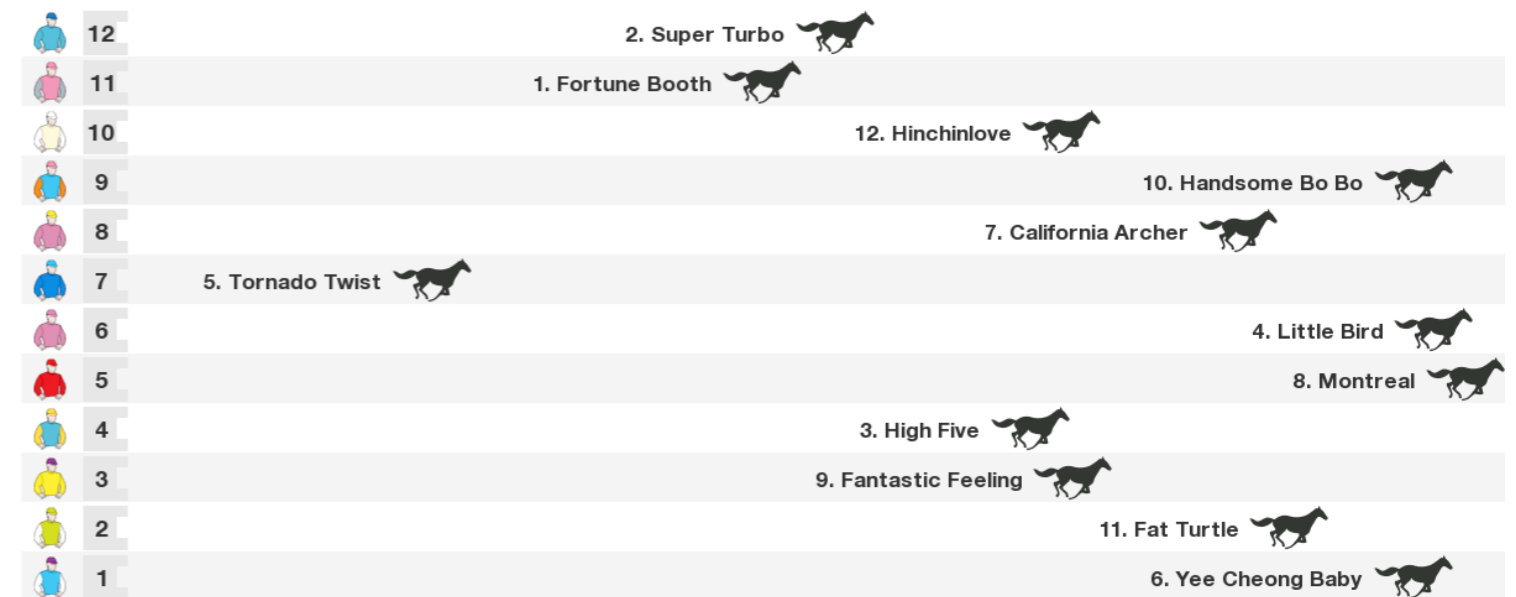 12 2. Super Turbo
11 1. Fortune Booth
10 12. Hinchinlove
9 10. Handsome Bo Bo
8 7. California Archer
7 5. Tornado Twist
6 4. Little Bird
5 8. Montreal
4 3. High Five
3 9. Fantastic Feeling
2 11. Fat Turtle
1 6. Yee Cheong Baby